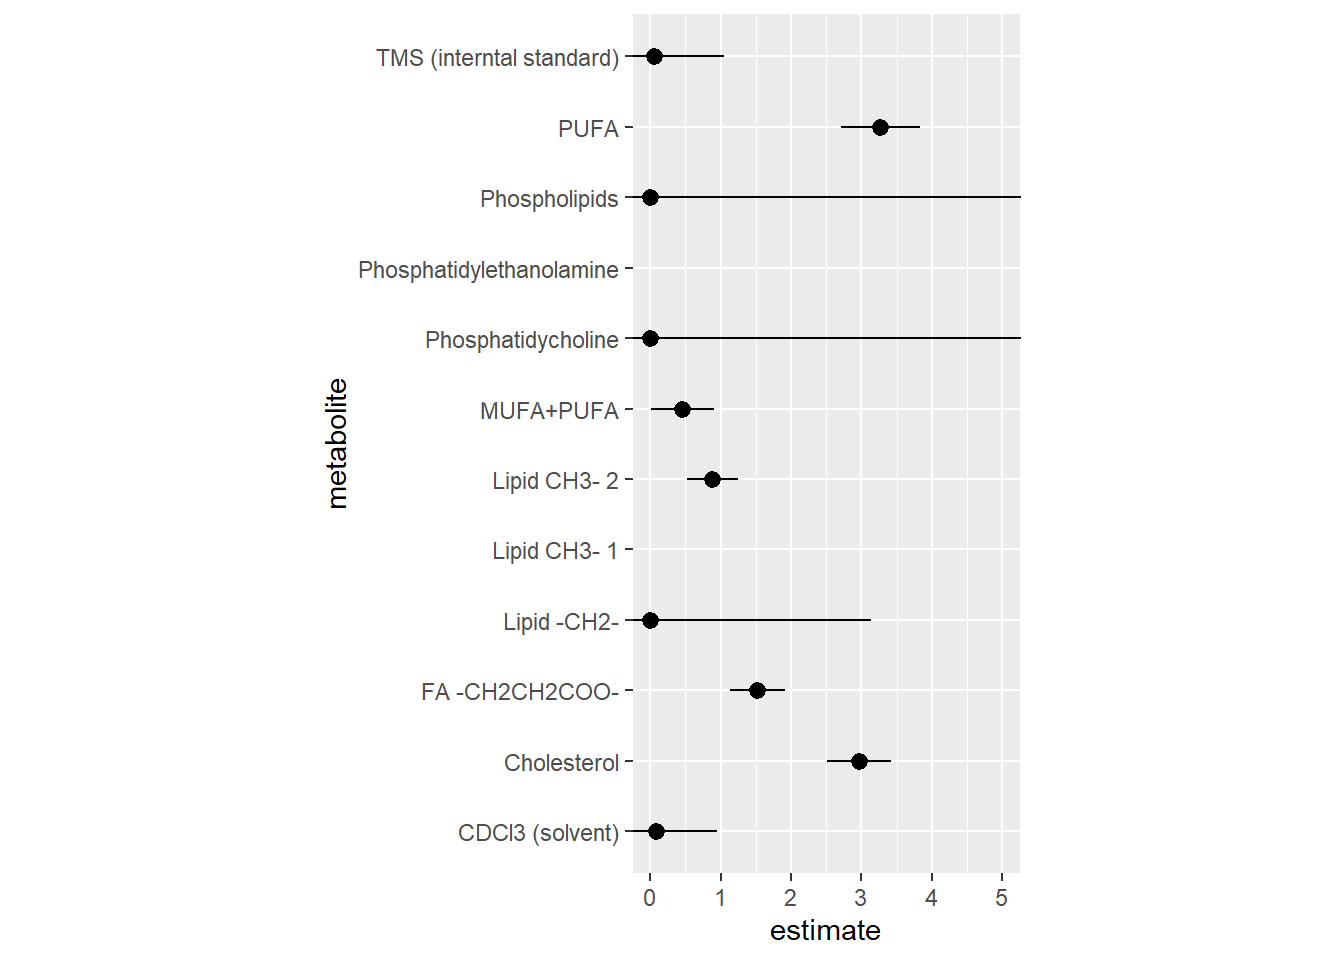 TMS (interntal standard)
PUFA
Phospholipids
Phosphatidylethanolamine
Phosphatidycholine
MUFA+PUFA
Lipid CH3- 2
Lipid CH3- 1
Lipid -CH2-
FA -CH2CH2COO-
Cholesterol
CDCl3 (solvent)
metabolite
0 1 2 3 4 5
estimate